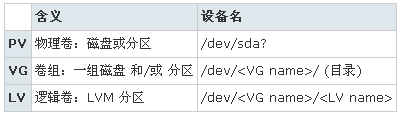 含义 设备名
PV 物理卷：磁盘或分区 /dev/sda?
VG 卷组：一组磁盘 和/或 分区 /dev/<VG name>/ (目录)
LV 逻辑卷：LVM 分区 /dev/<VG name>/<LV name>